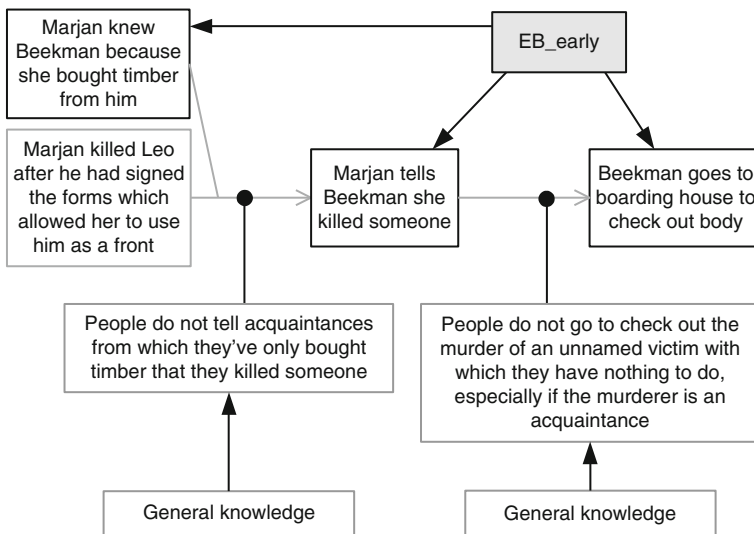 Marjan knew
Beekman because
she bought timber
from him
EB_early
Marjan killed Leo
after he had signed
the forms which
allowed her to use
him as a front
Marjan tells
Beekman she
killed someone
Beekman goes to
boarding house to
check out body
People do not tell acquaintances
from which they've only bought
timber that they killed someone
People do not go to check out the
murder of an unnamed victim with
which they have nothing to do,
especially if the murderer is an
acquaintance
General knowledge
General knowledge